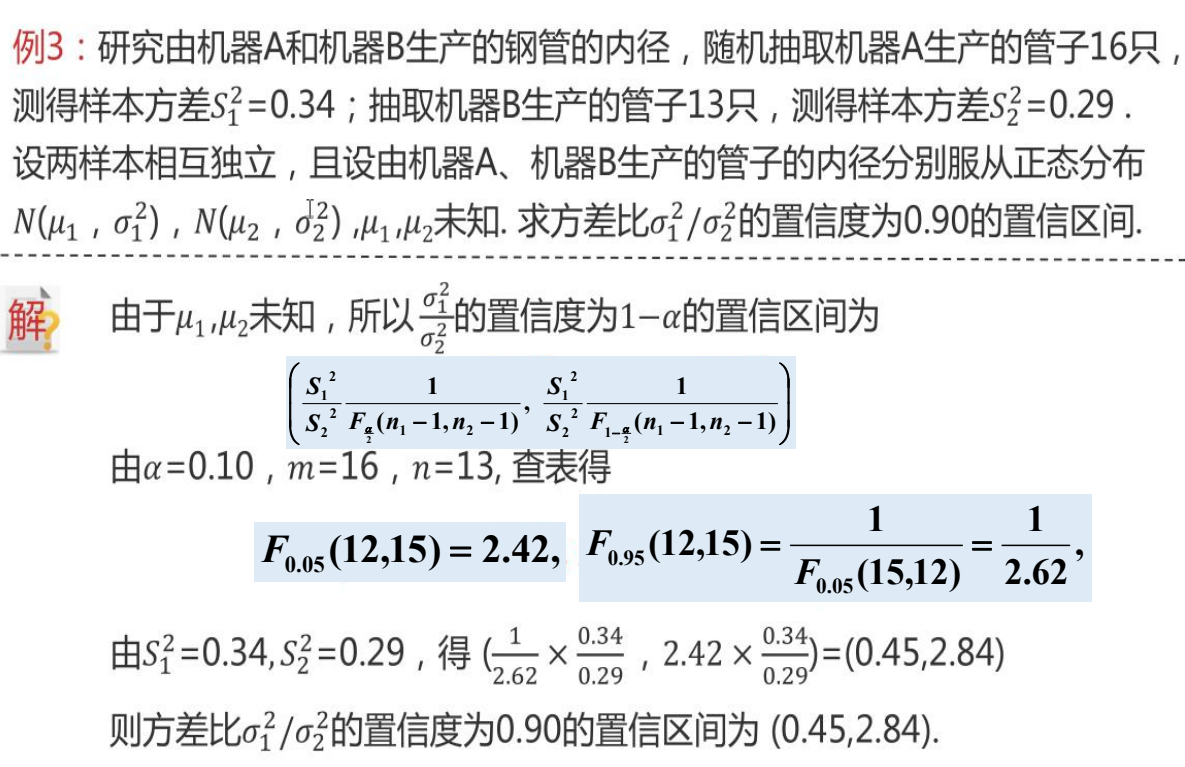 例3：研究由机器A和机器B生产的钢管的内径，随机抽取机器A生产的管子16只，
测得样本方差$S_1^2$=0.34；抽取机器B生产的管子13只，测得样本方差$S_2^2$=0.29 .
设两样本相互独立，且设由机器A、机器B生产的管子的内径分别服从正态分布
$N(\mu_1，\sigma_1^2)$，$N(\mu_2，\sigma_2^2)$ ,$\mu_1$,$\mu_2$未知. 求方差比$\sigma_1^2/\sigma_2^2$的置信度为0.90的置信区间.
解?
由于$\mu_1$,$\mu_2$未知，所以$\frac{\sigma_1^2}{\sigma_2^2}$的置信度为$1-\alpha$的置信区间为
$\left(\frac{S_1^2}{S_2^2}\frac{1}{F_{\frac{\alpha}{2}}(n_1-1,n_2-1)},\ \frac{S_1^2}{S_2^2}\frac{1}{F_{1-\frac{\alpha}{2}}(n_1-1,n_2-1)}\right)$
由$\alpha$=0.10，$m$=16，$n$=13, 查表得
$F_{0.05}(12,15)=2.42,$ $F_{0.95}(12,15)=\frac{1}{F_{0.05}(15,12)}=\frac{1}{2.62},$
由$S_1^2$=0.34,$S_2^2$=0.29，得 $(\frac{1}{2.62}\times\frac{0.34}{0.29}，2.42\times\frac{0.34}{0.29})$=(0.45,2.84)
则方差比$\sigma_1^2/\sigma_2^2$的置信度为0.90的置信区间为 (0.45,2.84).